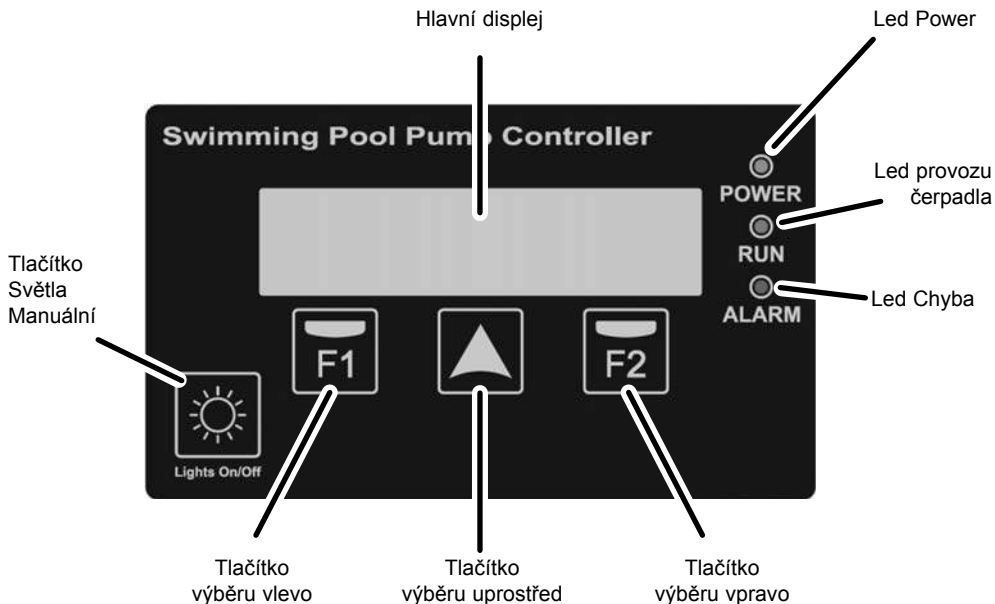 Hlavní displej
Led Power
Swimming Pool Pump Controller
POWER
Led provozu
čerpadla
RUN
Tlačítko
Světla
Manuální
Led Chyba
ALARM
F1
F2
Lights On/Off
Tlačítko
výběru vlevo
Tlačítko
výběru uprostřed
Tlačítko
výběru vpravo